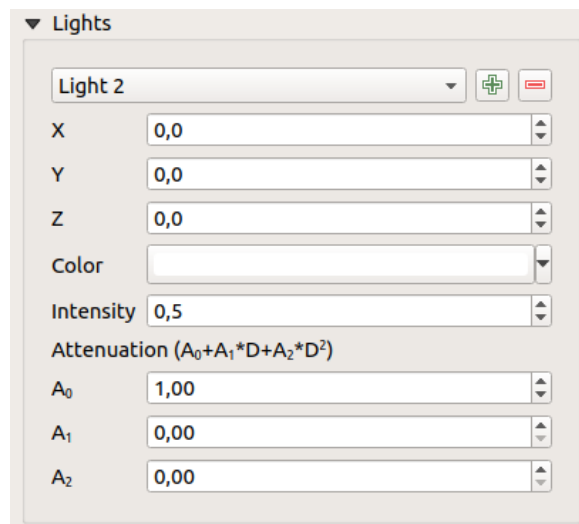 Lights
Light 2
X 0,0
Y 0,0
Z 0,0
Color
Intensity 0,5
Attenuation (A₀+A₁*D+A₂*D²)
A₀ 1,00
A₁ 0,00
A₂ 0,00